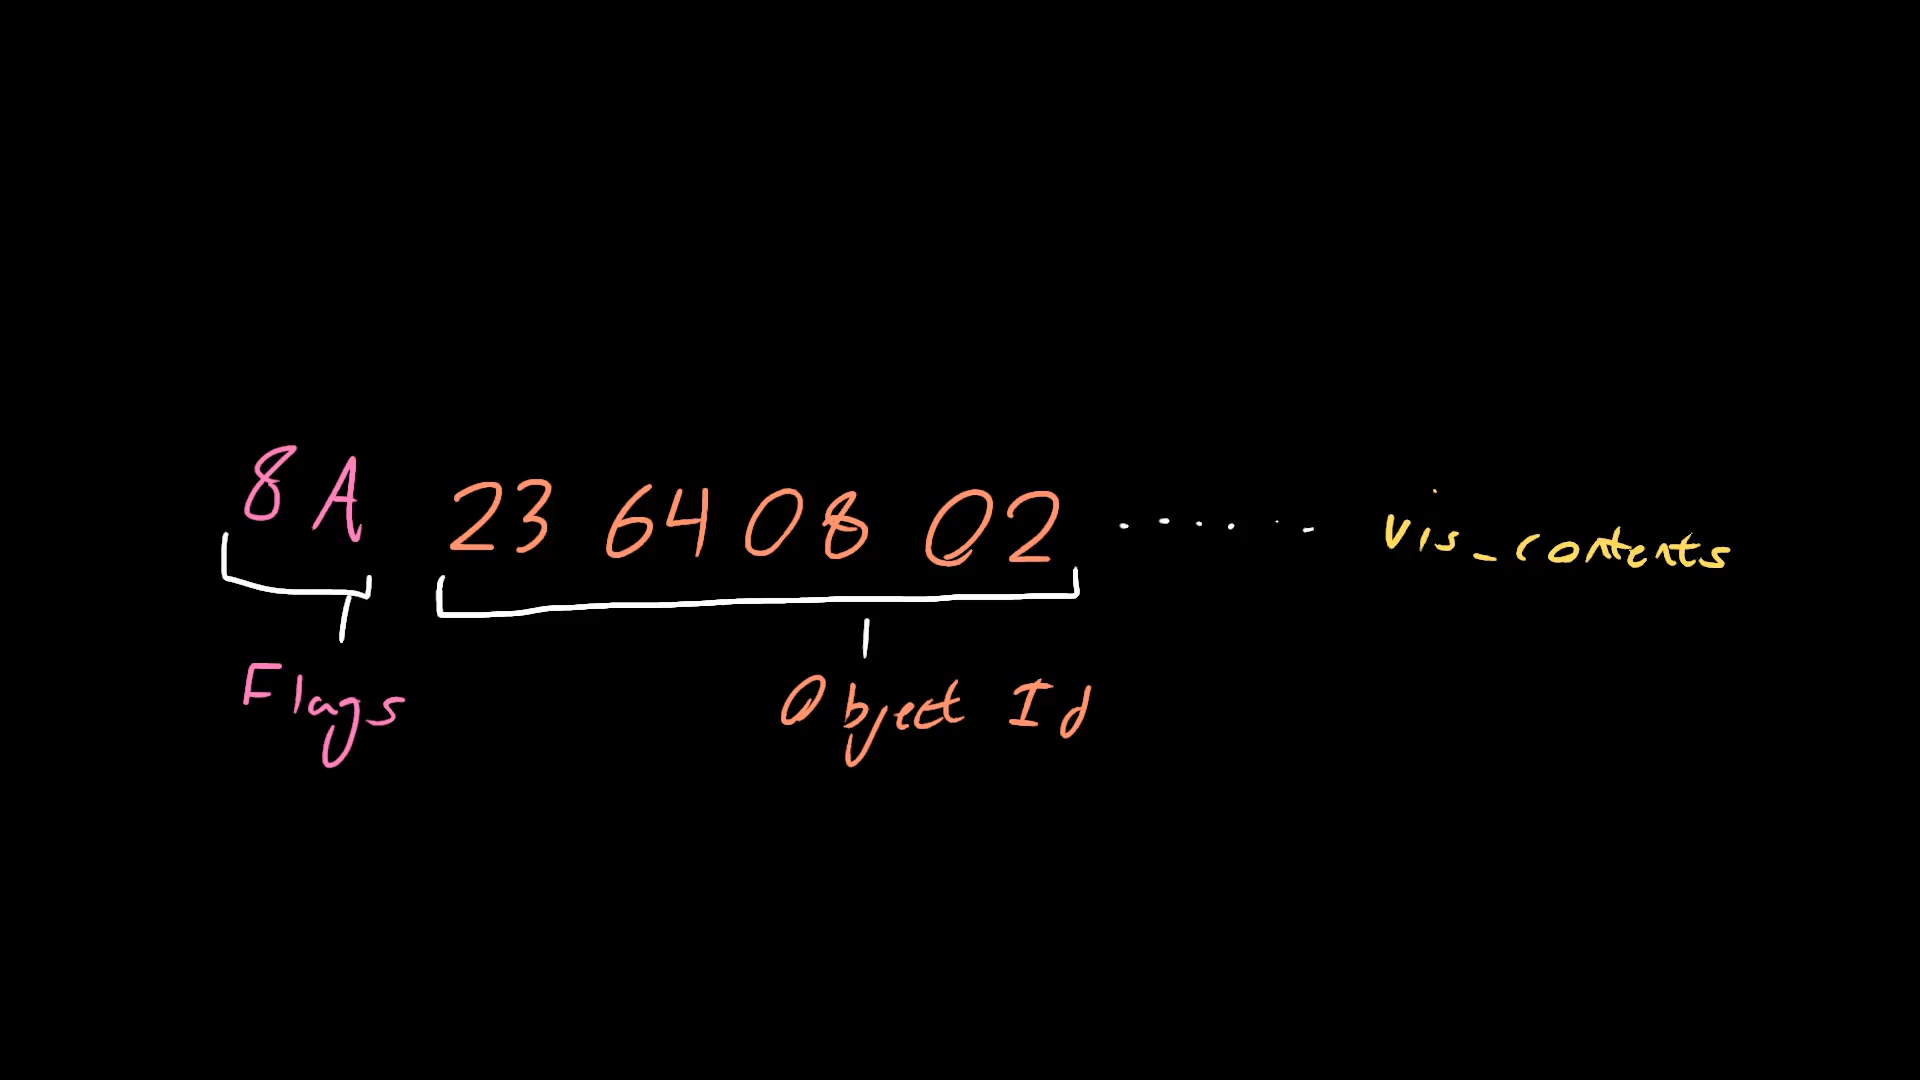 8A 23 64 08 02 ...... vis_contents
Flags Object Id